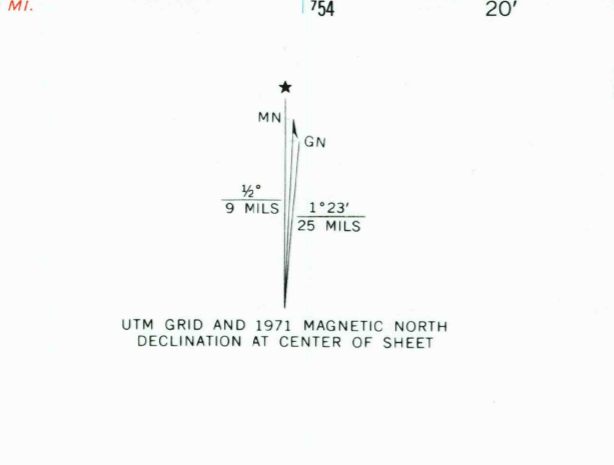 MI.
754
20'
MN
GN
½°
9 MILS
1°23'
25 MILS
UTM GRID AND 1971 MAGNETIC NORTH
DECLINATION AT CENTER OF SHEET